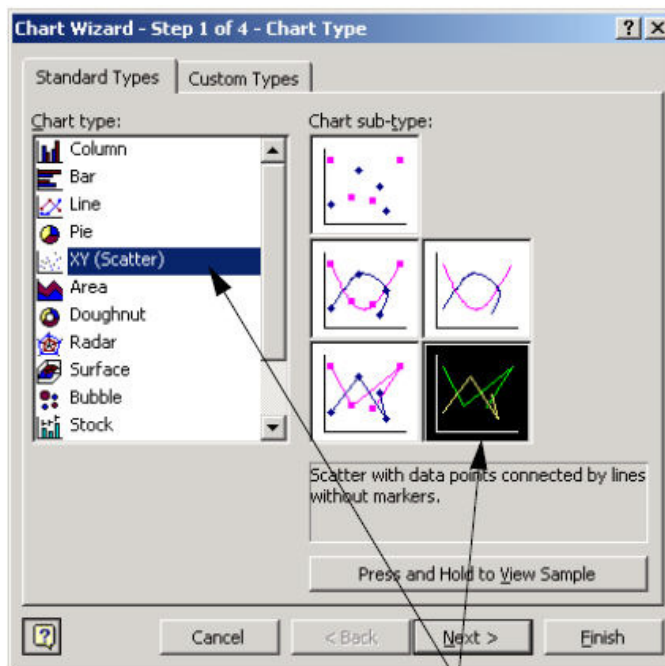 Chart Wizard - Step 1 of 4 - Chart Type
Standard Types
Custom Types
Chart type:
Column
Bar
Line
Pie
XY (Scatter)
Area
Doughnut
Radar
Surface
Bubble
Stock
Chart sub-type:
Scatter with data points connected by lines
without markers.
Press and Hold to View Sample
Cancel
< Back
Next >
Finish